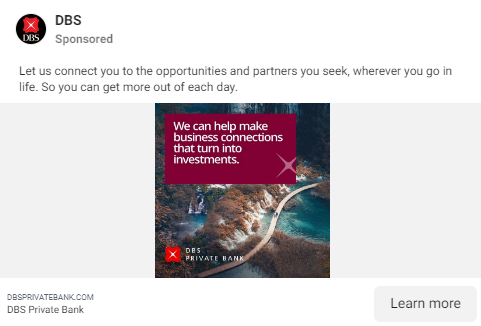 DBS
DBS
Sponsored
Let us connect you to the opportunities and partners you seek, wherever you go in
life. So you can get more out of each day.
We can help make
business connections
that turn into
investments.
DBS
PRIVATE BANK
DBSPRIVATEBANK.COM
DBS Private Bank
Learn more